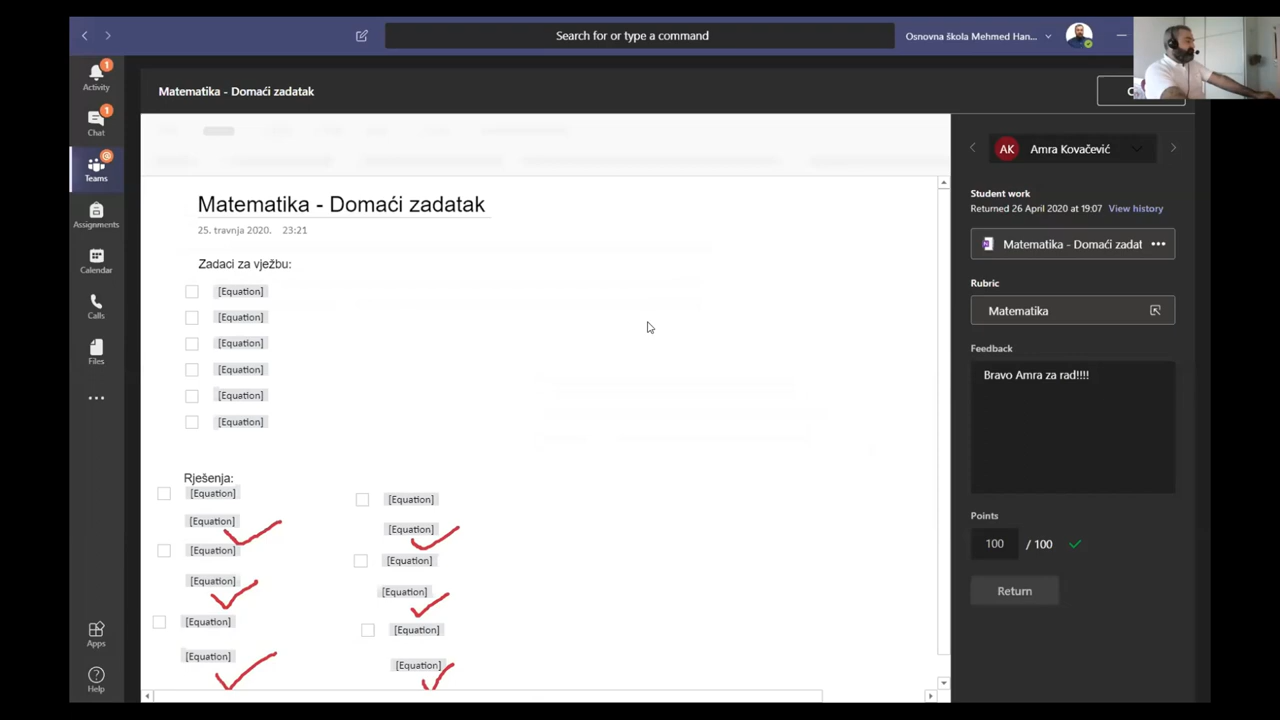 Search for or type a command
Osnovna škola Mehmed Han...
1
Activity
Matematika - Domaći zadatak
1
Chat
@
Teams
Assignments
Calendar
Calls
Files
Apps
Help
Matematika - Domaći zadatak
25. travnja 2020. 23:21
Zadaci za vježbu:
[Equation]
[Equation]
[Equation]
[Equation]
[Equation]
[Equation]
Rješenja:
[Equation]
[Equation]
[Equation]
[Equation]
[Equation]
[Equation]
[Equation]
[Equation]
[Equation]
[Equation]
[Equation]
[Equation]
AK Amra Kovačević
Student work
Returned 26 April 2020 at 19:07 View history
Matematika - Domaći zadat
Rubric
Matematika
Feedback
Bravo Amra za rad!!!!
Points
100 / 100
Return